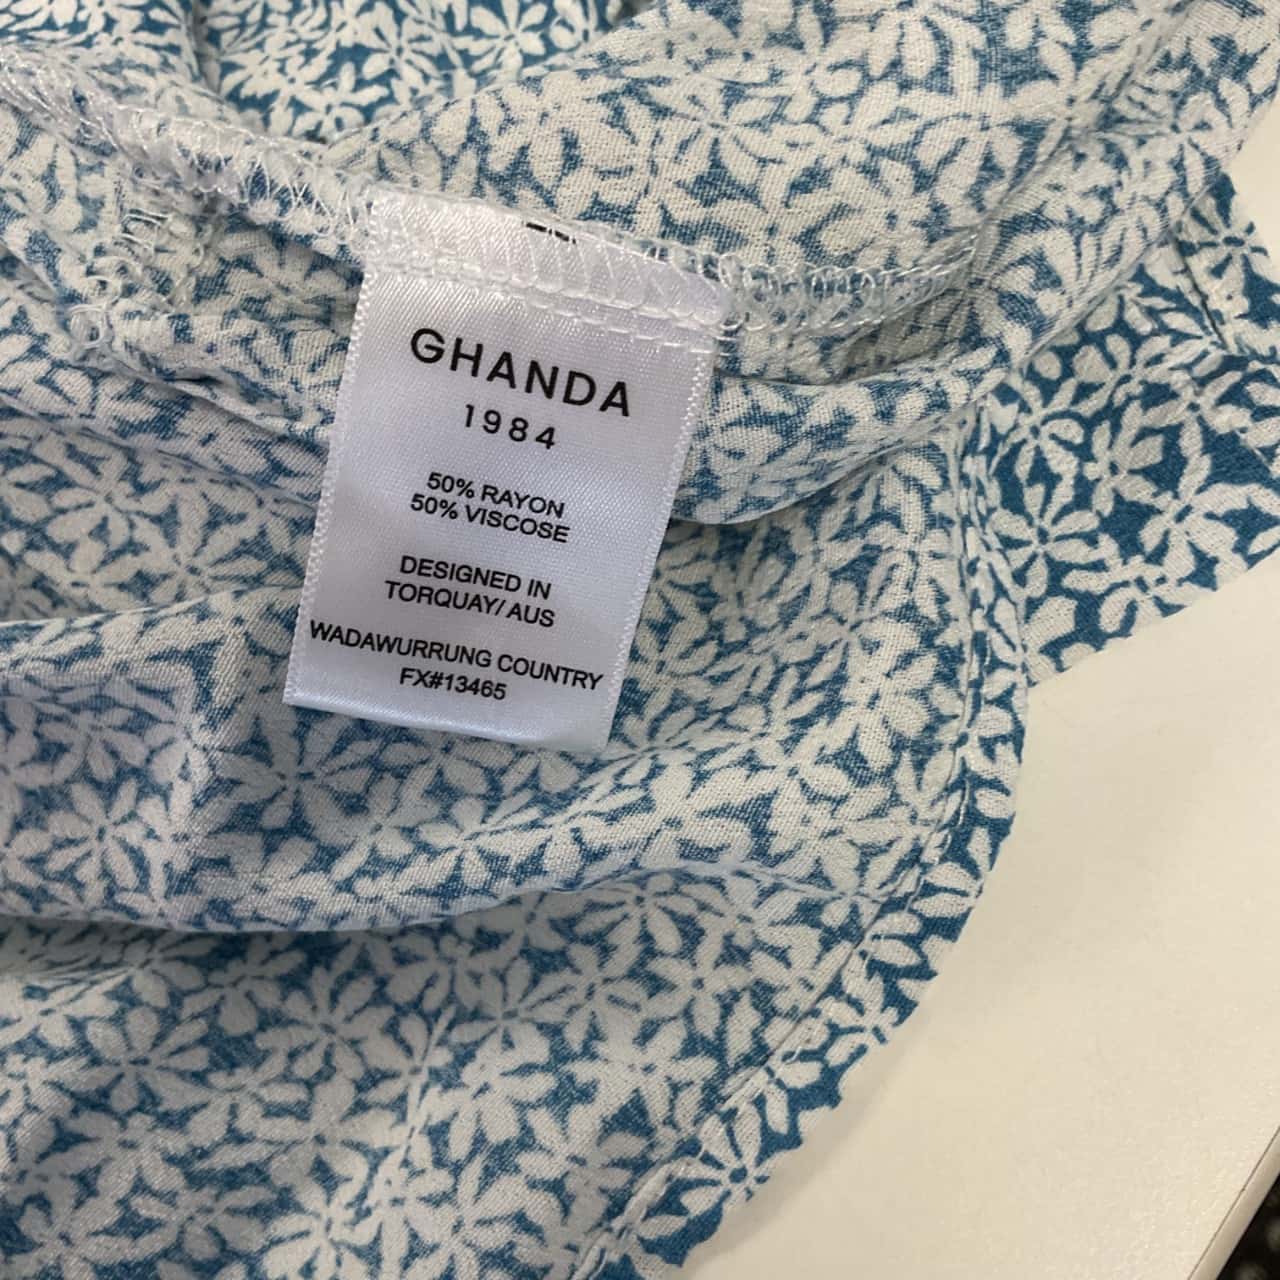 GHANDA
1984
50% RAYON
50% VISCOSE
DESIGNED IN
TORQUAY/ AUS
WADAWURRUNG COUNTRY
FX#13465